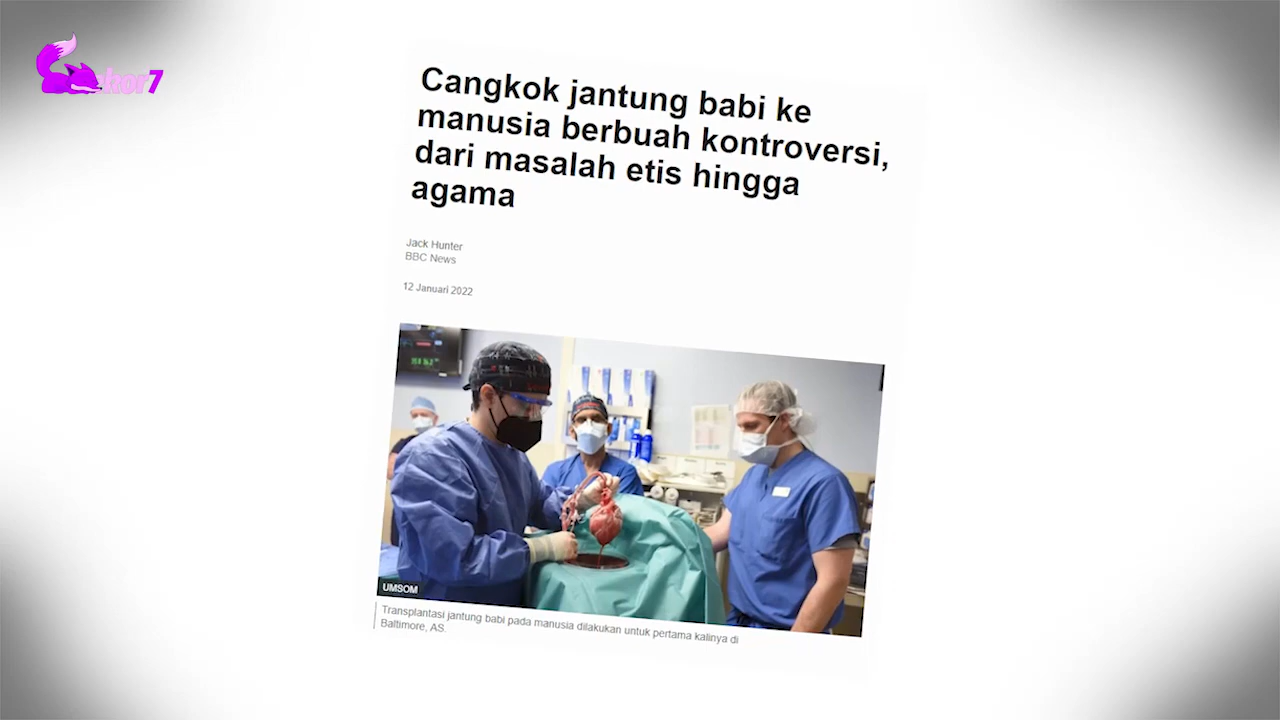 ekor7
Cangkok jantung babi ke
manusia berbuah kontroversi,
dari masalah etis hingga
agama
Jack Hunter
BBC News
12 Januari 2022
UMSOM
Transplantasi jantung babi pada manusia dilakukan untuk pertama kalinya di
Baltimore, AS.